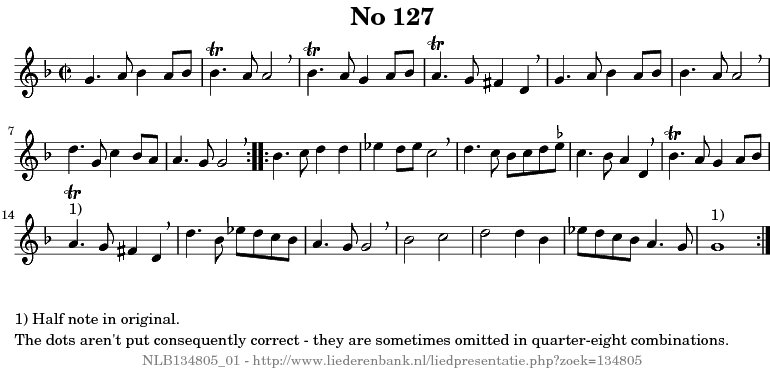 No 127
tr tr tr
7
tr
14 tr 1) 1)
1) Half note in original.
The dots aren't put consequently correct - they are sometimes omitted in quarter-eight combinations.
NLB134805_01 - http://www.liederenbank.nl/liedpresentatie.php?zoek=134805